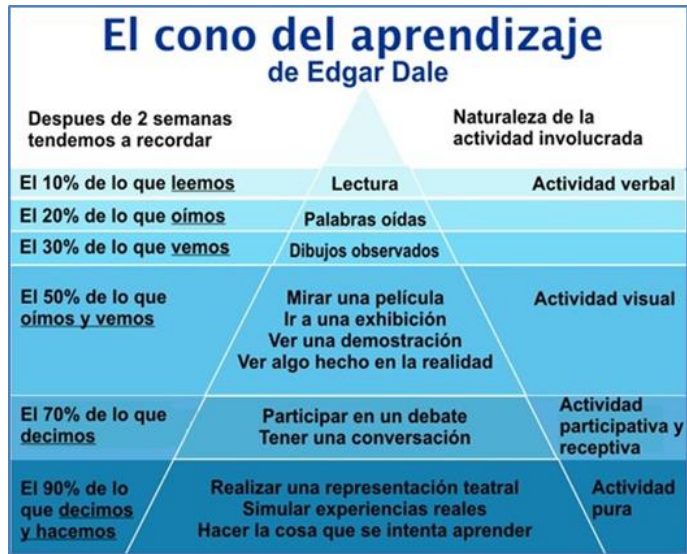 El cono del aprendizaje
de Edgar Dale
Despues de 2 semanas
tendemos a recordar
Naturaleza de la
actividad involucrada
El 10% de lo que leemos
Lectura
Actividad verbal
El 20% de lo que oímos
Palabras oídas
El 30% de lo que vemos
Dibujos observados
El 50% de lo que
oímos y vemos
Mirar una película
Ir a una exhibición
Ver una demostración
Ver algo hecho en la realidad
Actividad visual
El 70% de lo que
decimos
Participar en un debate
Tener una conversación
Actividad
participativa y
receptiva
El 90% de lo
que decimos
y hacemos
Realizar una representación teatral
Simular experiencias reales
Hacer la cosa que se intenta aprender
Actividad
pura